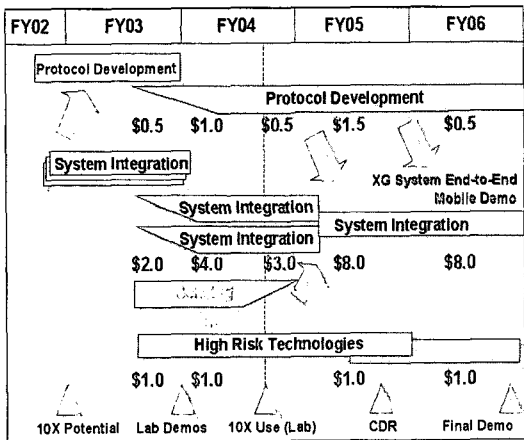 FY02 FY03 FY04 FY05 FY06
Protocol Development
Protocol Development
$0.5 $1.0 $0.5 $1.5 $0.5
System Integration
XG System End-to-End
Mobile Demo
System Integration
System Integration
System Integration
$2.0 $4.0 $3.0 $8.0 $8.0
High Risk Technologies
$1.0 $1.0 $1.0 $1.0
10X Potential Lab Demos 10X Use (Lab) CDR Final Demo